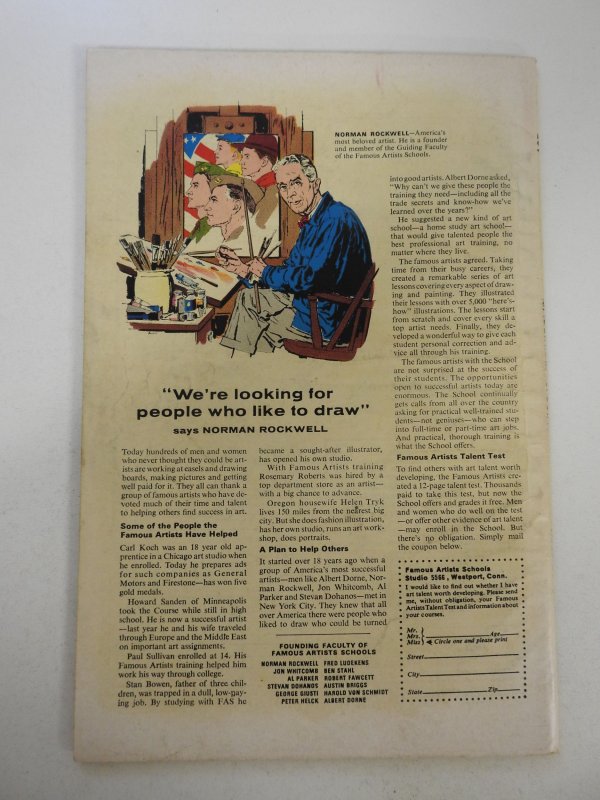 NORMAN ROCKWELL—America's
most beloved artist. He is a founder
and member of the Guiding Faculty
of the Famous Artists Schools.
"We're looking for
people who like to draw"
says NORMAN ROCKWELL
Today hundreds of men and women
who never thought they could be art-
ists are working at easels and drawing
boards, making pictures and getting
well paid for it. They all can thank a
group of famous artists who have de-
voted much of their time and talent
to helping others find success in art.
Some of the People the
Famous Artists Have Helped
Carl Koch was an 18 year old ap-
prentice in a Chicago art studio when
he enrolled. Today he prepares ads
for such companies as General
Motors and Firestone—has won five
gold medals.
Howard Sanden of Minneapolis
took the Course while still in high
school. He is now a successful artist
—last year he and his wife traveled
through Europe and the Middle East
on important art assignments.
Paul Sullivan enrolled at 14. His
Famous Artists training helped him
work his way through college.
Stan Bowen, father of three chil-
dren, was trapped in a dull, low-pay-
ing job. By studying with FAS he
became a sought-after illustrator,
has opened his own studio.
With Famous Artists training
Rosemary Roberts was hired by a
top department store as an artist—
with a big chance to advance.
Oregon housewife Helen Tryk
lives 150 miles from the nearest big
city. But she does fashion illustration,
has her own studio, runs an art work-
shop, does portraits.
A Plan to Help Others
It started over 18 years ago when a
group of America's most successful
artists—men like Albert Dorne, Nor-
man Rockwell, Jon Whitcomb, Al
Parker and Stevan Dohanos—met in
New York City. They knew that all
over America there were people who
liked to draw who could be turned
FOUNDING FACULTY OF
FAMOUS ARTISTS SCHOOLS
NORMAN ROCKWELL FRED LUDEKENS
JON WHITCOMB BEN STAHL
AL PARKER ROBERT FAWCETT
STEVAN DOHANOS AUSTIN BRIGGS
GEORGE GIUSTI HAROLD VON SCHMIDT
PETER HELCK ALBERT DORNE
into good artists. Albert Dorne asked,
"Why can't we give these people the
training they need—including all the
trade secrets and know-how we've
learned over the years?"
He suggested a new kind of art
school—a home study art school—
that would give talented people the
best professional art training, no
matter where they live.
The famous artists agreed. Taking
time from their busy careers, they
created a remarkable series of art
lessons covering every aspect of draw-
ing and painting. They illustrated
their lessons with over 5,000 "here's-
how" illustrations. The lessons start
from scratch and cover every skill a
top artist needs. Finally, they de-
veloped a wonderful way to give each
student personal correction and ad-
vice all through his training.
The famous artists with the School
are not surprised at the success of
their students. The opportunities
open to successful artists today are
enormous. The School continually
gets calls from all over the country
asking for practical well-trained stu-
dents—not geniuses—who can step
into full-time or part-time art jobs.
And practical, thorough training is
what the School offers.
Famous Artists Talent Test
To find others with art talent worth
developing, the Famous Artists cre-
ated a 12-page talent test. Thousands
paid to take this test, but now the
School offers and grades it free. Men
and women who do well on the test
—or offer other evidence of art talent
—may enroll in the School. But
there's no obligation. Simply mail
the coupon below.
Famous Artists Schools
Studio 5566, Westport, Conn.
I would like to find out whether I have
art talent worth developing. Please send
me, without obligation, your Famous
Artists Talent Test and information about
your courses.
Mr.
Mrs. Age
Miss Circle one and please print
Street
City
State Zip